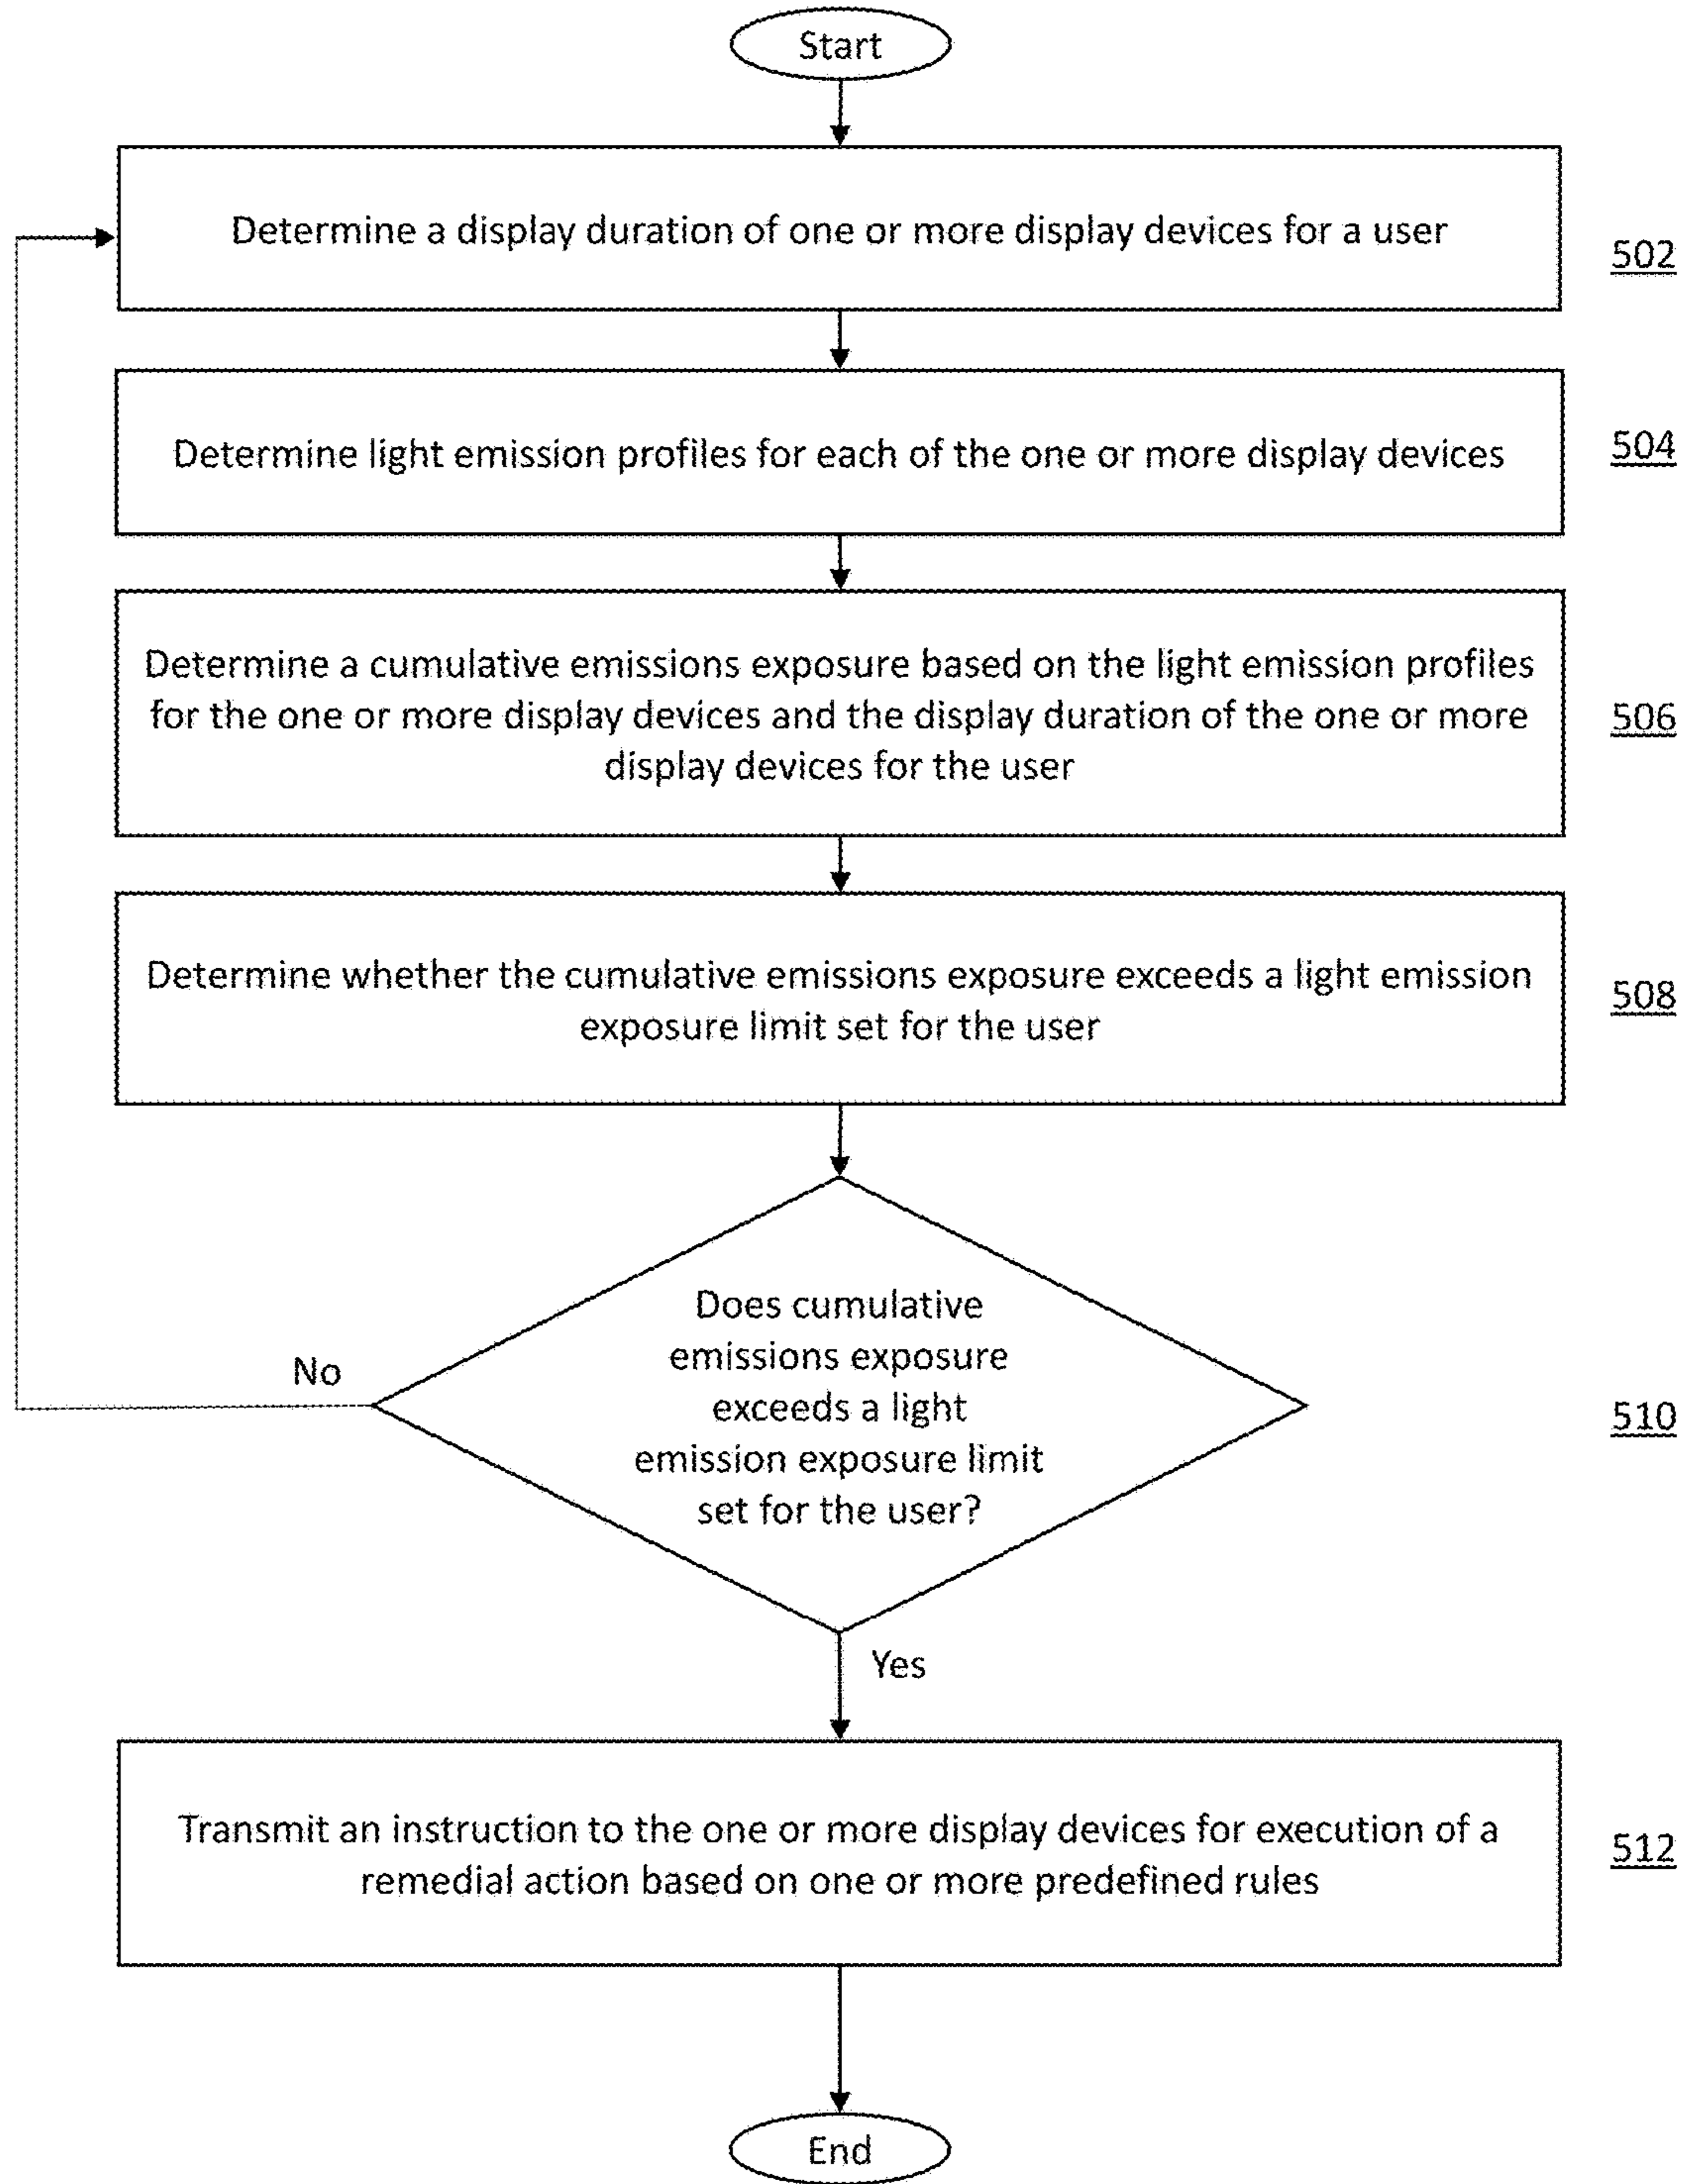 Start
Determine a display duration of one or more display devices for a user
502
Determine light emission profiles for each of the one or more display devices
504
Determine a cumulative emissions exposure based on the light emission profiles
for the one or more display devices and the display duration of the one or more
display devices for the user
506
Determine whether the cumulative emissions exposure exceeds a light emission
exposure limit set for the user
508
Does cumulative
emissions exposure
exceeds a light
emission exposure limit
set for the user?
No
510
Yes
Transmit an instruction to the one or more display devices for execution of a
remedial action based on one or more predefined rules
512
End